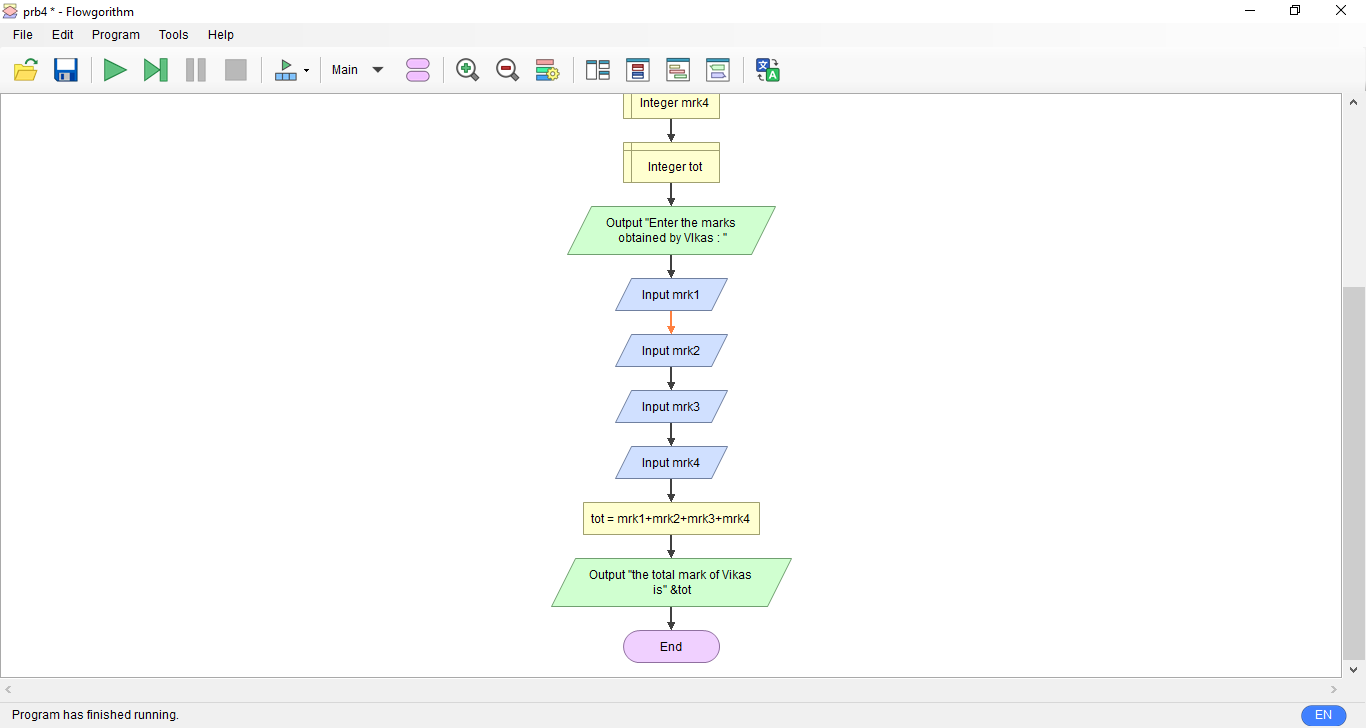 prb4 * - Flowgorithm
File Edit Program Tools Help
Main
Integer mrk4
Integer tot
Output "Enter the marks
obtained by VIkas : "
Input mrk1
Input mrk2
Input mrk3
Input mrk4
tot = mrk1+mrk2+mrk3+mrk4
Output "the total mark of Vikas
is" &tot
End
Program has finished running.
EN